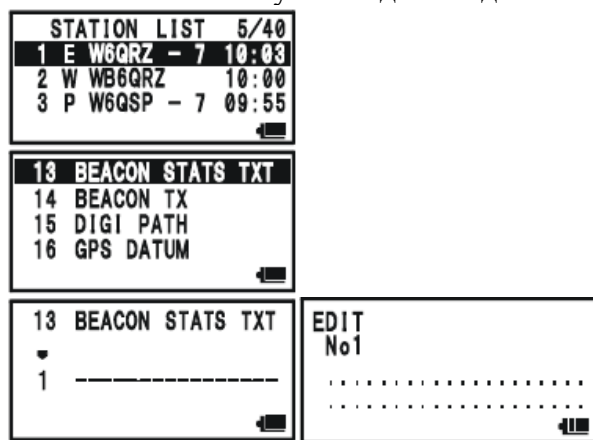 STATION LIST 5/40
1 E W6QRZ - 7 10:03
2 W WB6QRZ 10:00
3 P W6QSP - 7 09:55
13 BEACON STATS TXT
14 BEACON TX
15 DIGI PATH
16 GPS DATUM
13 BEACON STATS TXT
1 ----------------
EDIT
No1